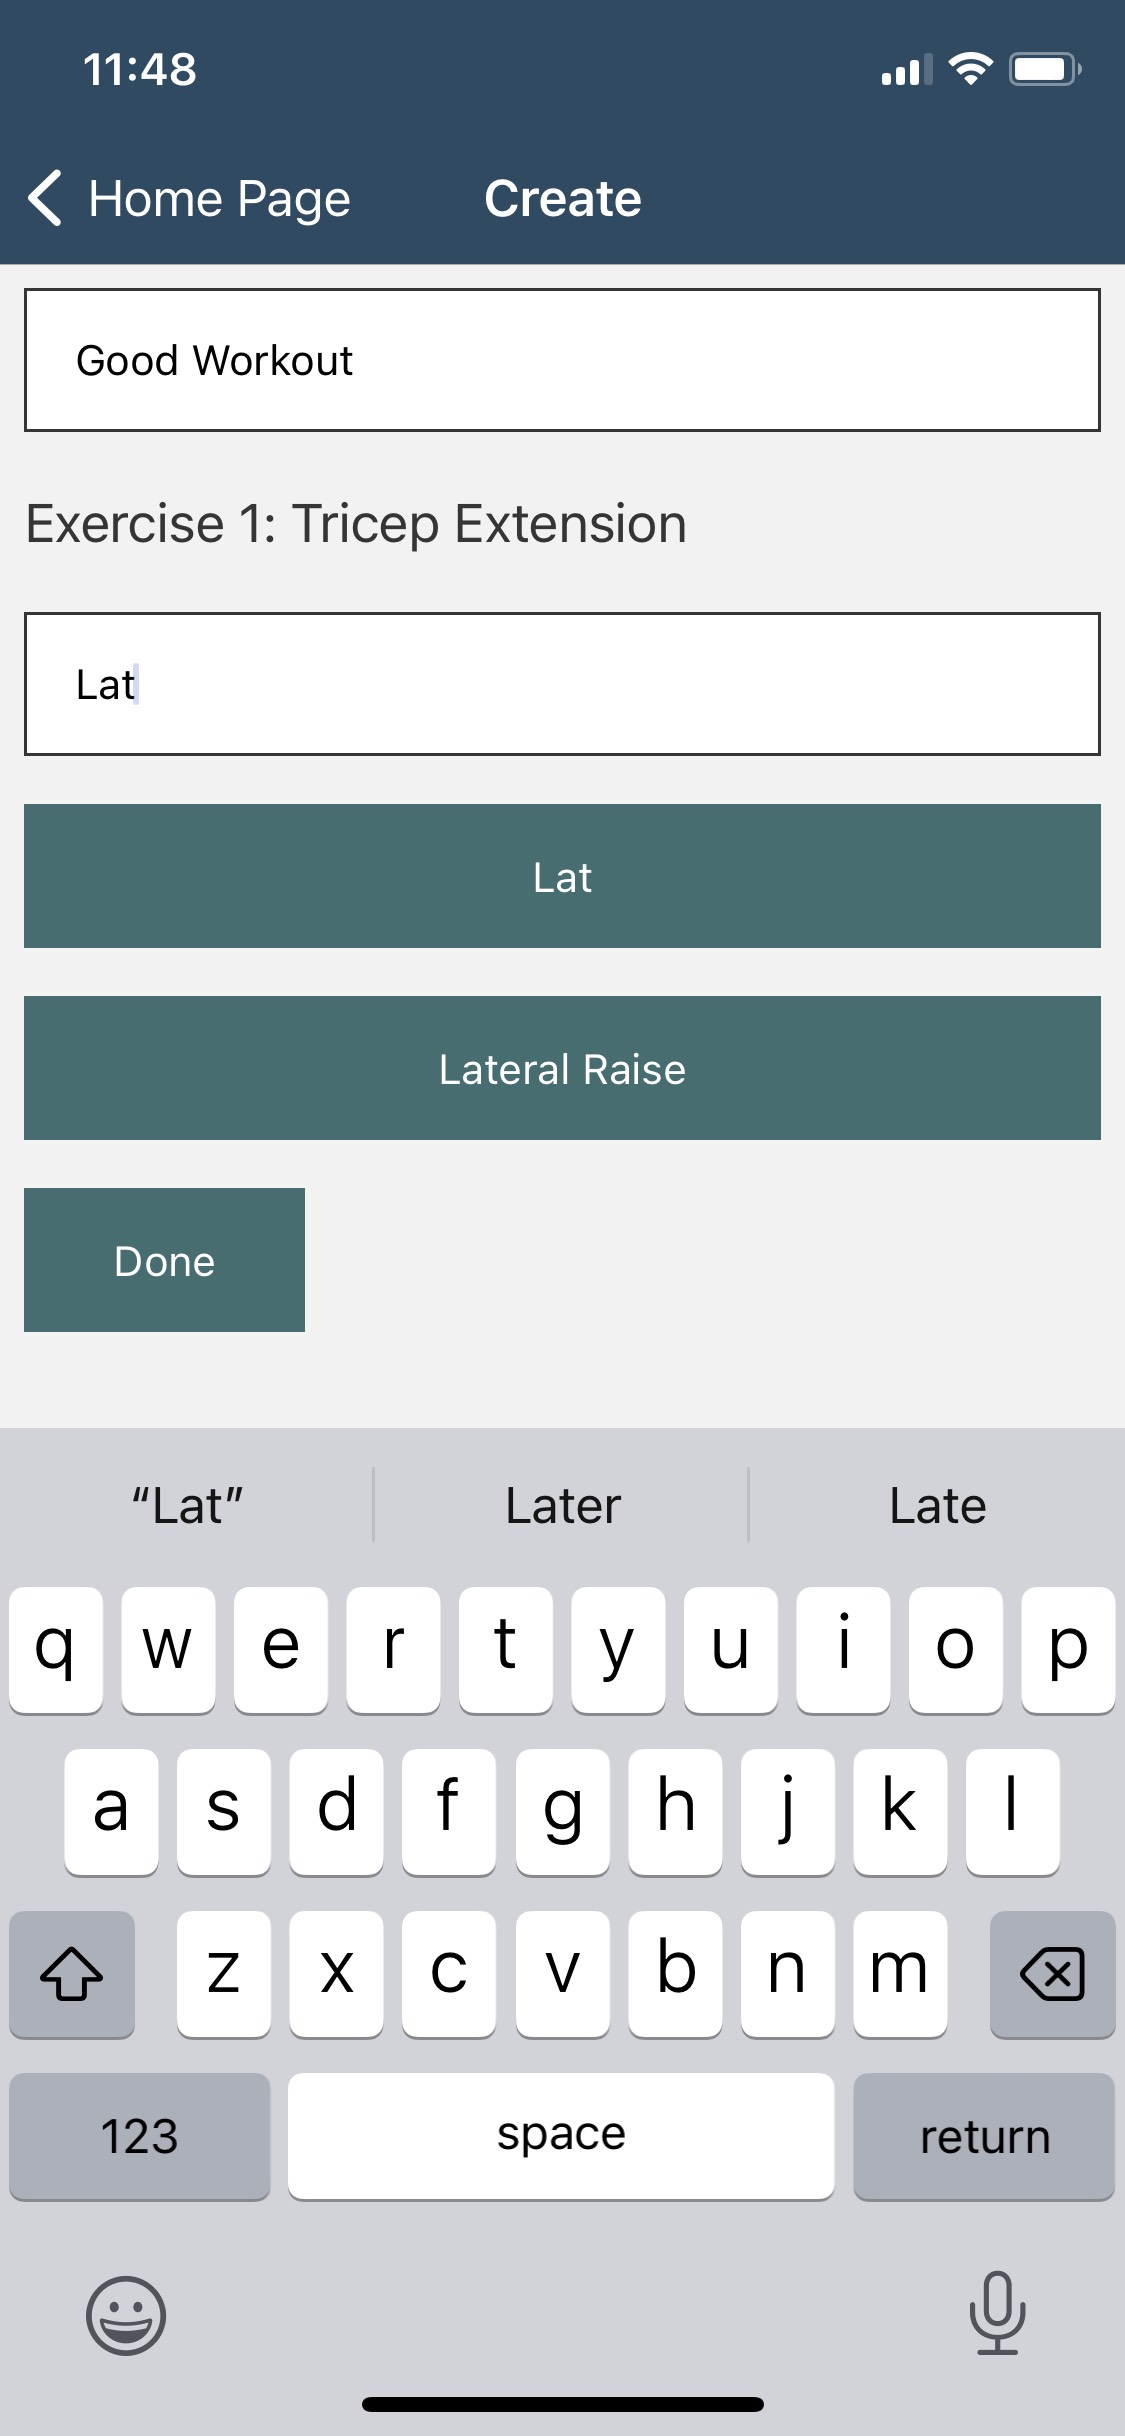 11:48
Home Page
Create
Good Workout
Exercise 1: Tricep Extension
Lat
Lat
Lateral Raise
Done
“Lat” Later Late
q w e r t y u i o p
a s d f g h j k l
z x c v b n m
123 space return